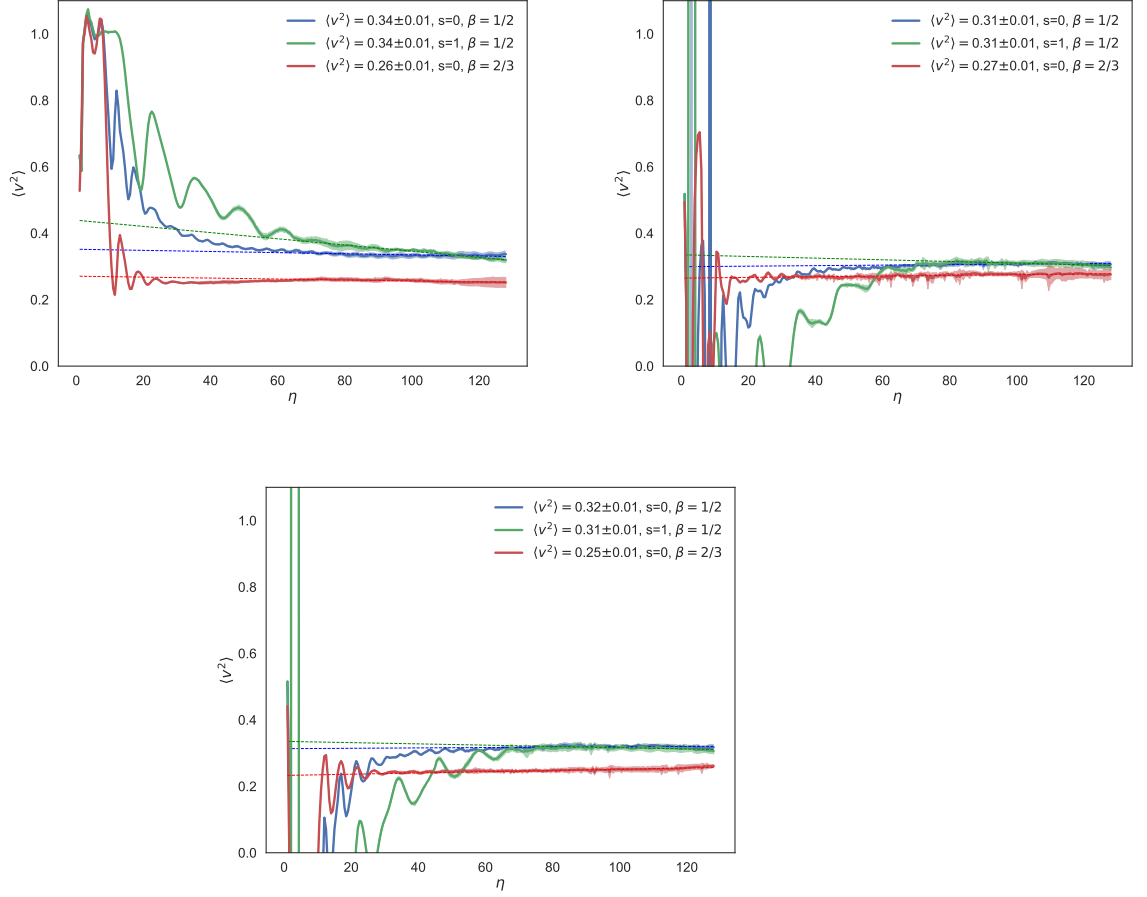 ⟨v²⟩ = 0.34±0.01, s=0, β = 1/2
⟨v²⟩ = 0.34±0.01, s=1, β = 1/2
⟨v²⟩ = 0.26±0.01, s=0, β = 2/3
1.0
0.8
0.6
0.4
0.2
0.0
⟨v²⟩
0 20 40 60 80 100 120
η
⟨v²⟩ = 0.31±0.01, s=0, β = 1/2
⟨v²⟩ = 0.31±0.01, s=1, β = 1/2
⟨v²⟩ = 0.27±0.01, s=0, β = 2/3
1.0
0.8
0.6
0.4
0.2
0.0
⟨v²⟩
0 20 40 60 80 100 120
η
⟨v²⟩ = 0.32±0.01, s=0, β = 1/2
⟨v²⟩ = 0.31±0.01, s=1, β = 1/2
⟨v²⟩ = 0.25±0.01, s=0, β = 2/3
1.0
0.8
0.6
0.4
0.2
0.0
⟨v²⟩
0 20 40 60 80 100 120
η